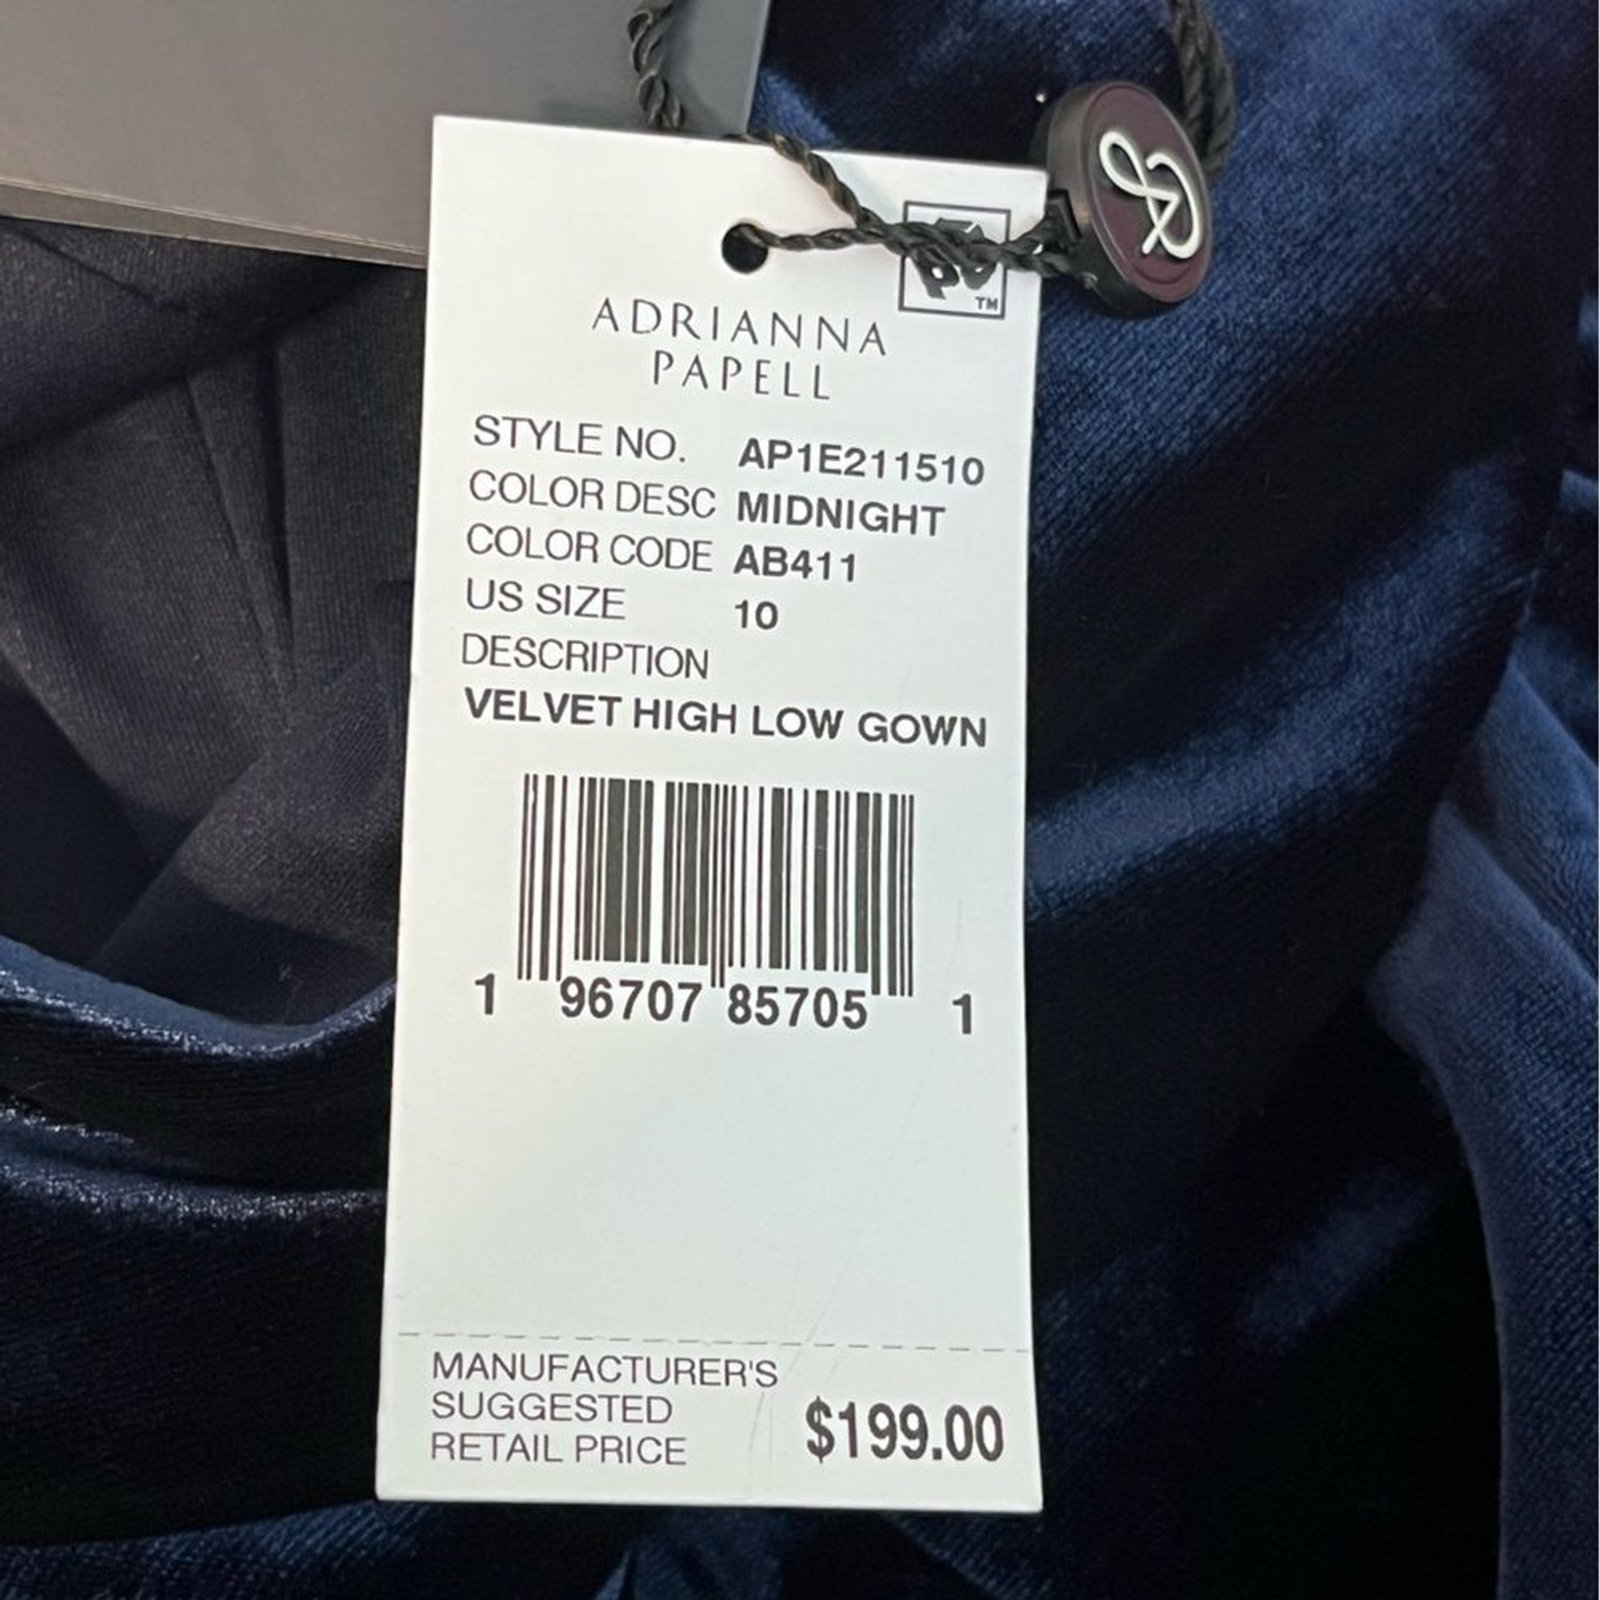 TM
ADRIANNA
PAPELL
STYLE NO. AP1E211510
COLOR DESC MIDNIGHT
COLOR CODE AB411
US SIZE 10
DESCRIPTION
VELVET HIGH LOW GOWN
1 96707 85705 1
MANUFACTURER'S
SUGGESTED
RETAIL PRICE $199.00